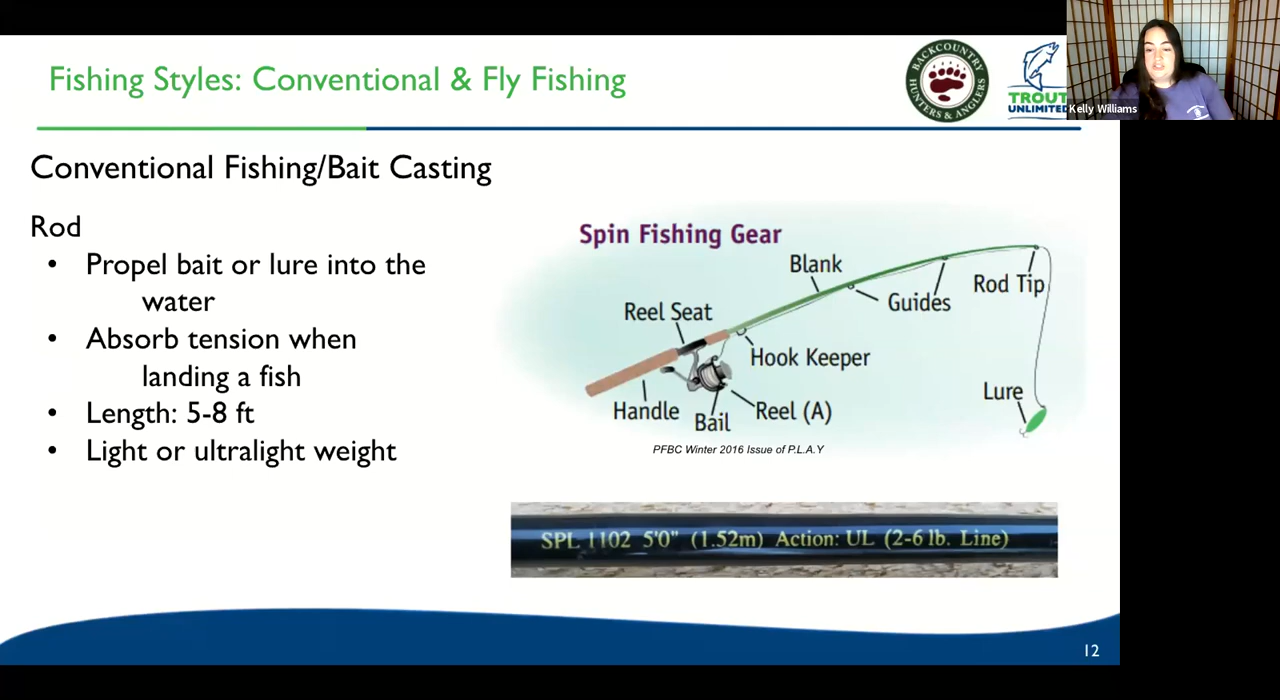 Fishing Styles: Conventional & Fly Fishing
BACKCOUNTRY
HUNTERS & ANGLERS
TROUT
UNLIMITED
Kelly Williams
Conventional Fishing/Bait Casting
Rod
• Propel bait or lure into the
water
• Absorb tension when
landing a fish
• Length: 5-8 ft
• Light or ultralight weight
Spin Fishing Gear
Blank
Rod Tip
Guides
Reel Seat
Hook Keeper
Lure
Handle
Bail
Reel (A)
PFBC Winter 2016 Issue of P.L.A.Y
SPL 1102 5'0" (1.52m) Action: UL (2-6 lb. Line)
12